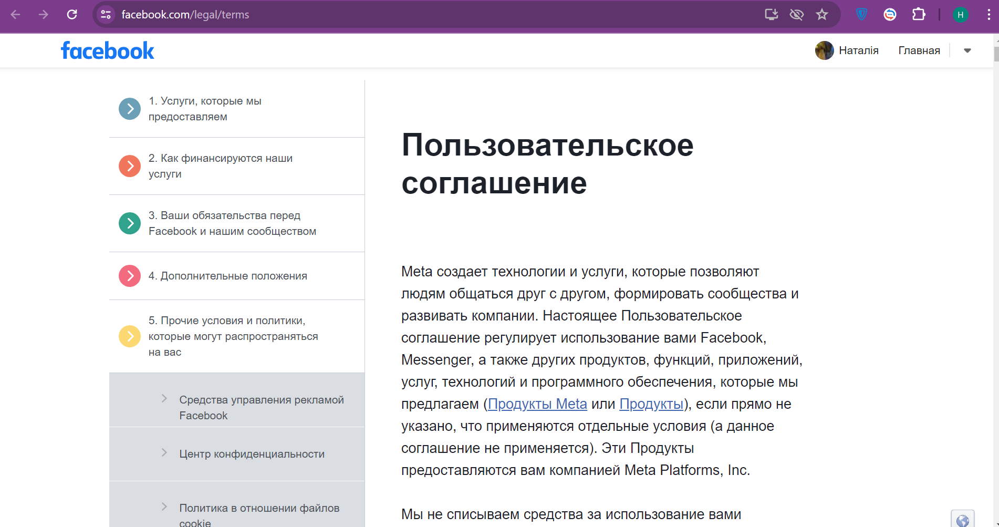 facebook.com/legal/terms
H
facebook
Наталія
Главная
1. Услуги, которые мы
предоставляем
2. Как финансируются наши
услуги
3. Ваши обязательства перед
Facebook и нашим сообществом
4. Дополнительные положения
5. Прочие условия и политики,
которые могут распространяться
на вас
Средства управления рекламой
Facebook
Центр конфиденциальности
Политика в отношении файлов
cookie
Пользовательское
соглашение
Meta создает технологии и услуги, которые позволяют
людям общаться друг с другом, формировать сообщества и
развивать компании. Настоящее Пользовательское
соглашение регулирует использование вами Facebook,
Messenger, а также других продуктов, функций, приложений,
услуг, технологий и программного обеспечения, которые мы
предлагаем (Продукты Meta или Продукты), если прямо не
указано, что применяются отдельные условия (а данное
соглашение не применяется). Эти Продукты
предоставляются вам компанией Meta Platforms, Inc.
Мы не списываем средства за использование вами